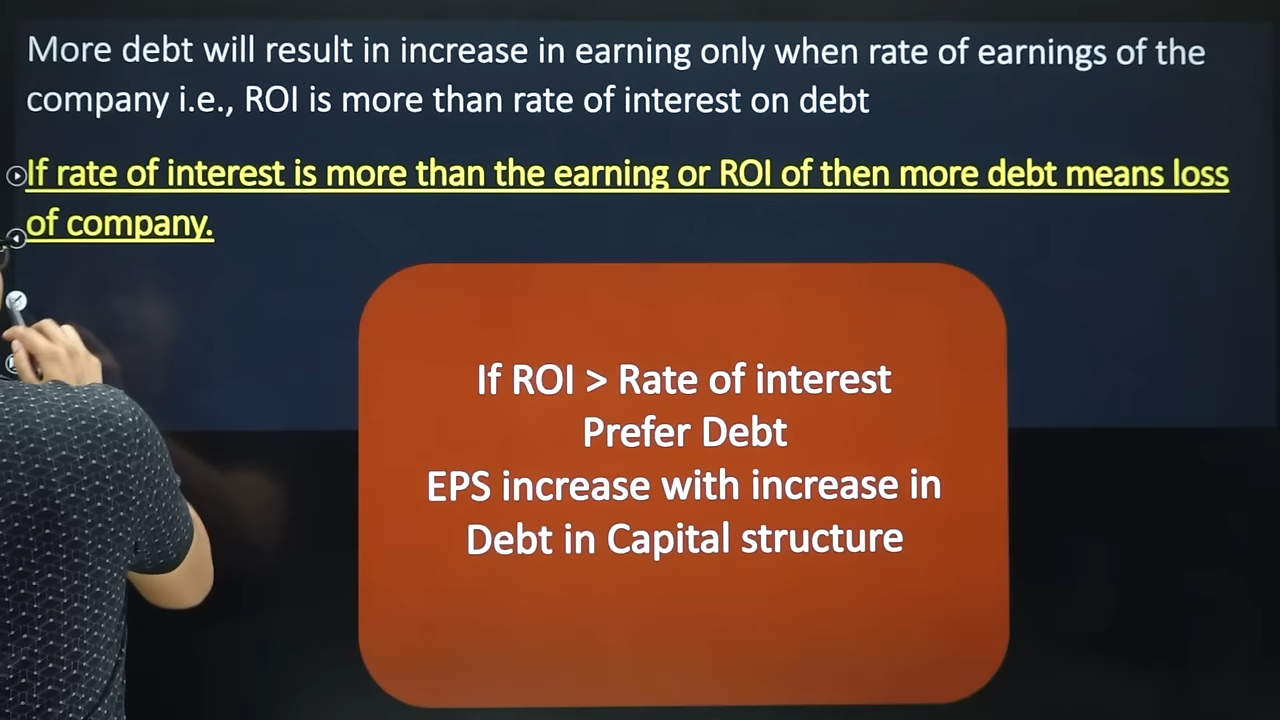 More debt will result in increase in earning only when rate of earnings of the
company i.e., ROI is more than rate of interest on debt
If rate of interest is more than the earning or ROI of then more debt means loss
of company.
If ROI > Rate of interest
Prefer Debt
EPS increase with increase in
Debt in Capital structure